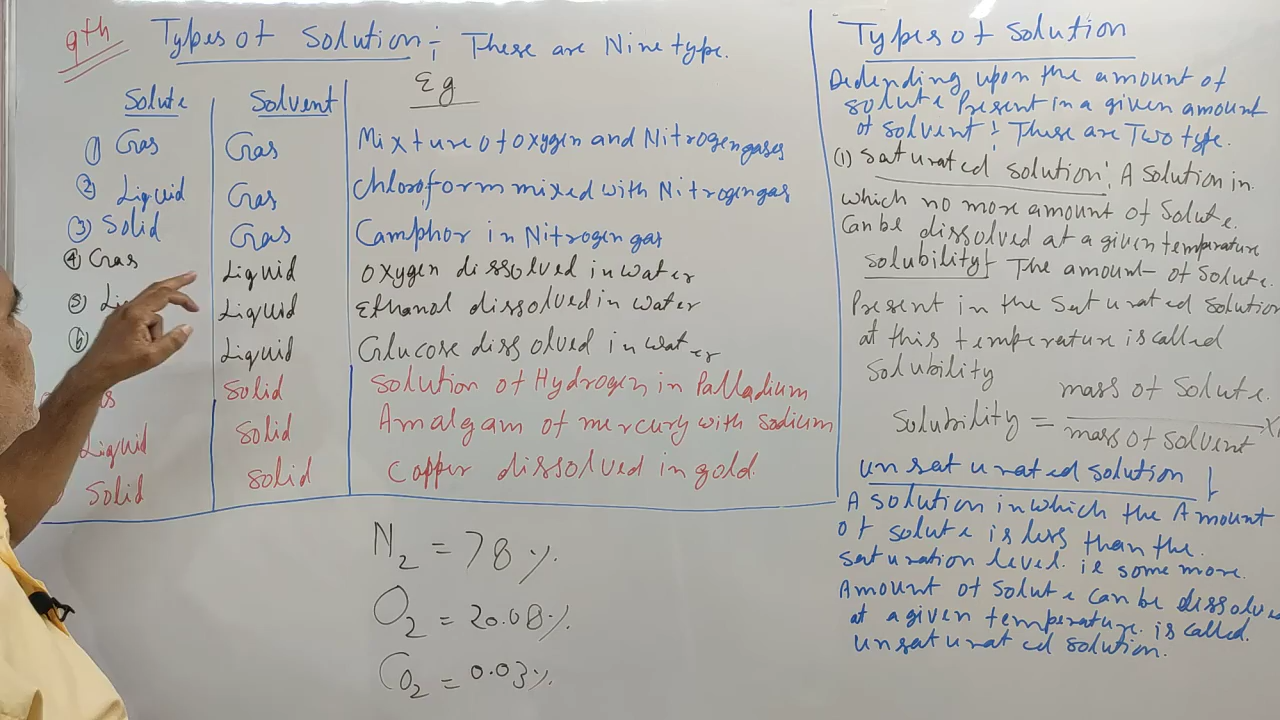 9th
Types of Solution :- These are Nine type.
Solute Solvent Eg
① Gas Gas Mixture of oxygen and Nitrogen gases
② Liquid Gas Chloroform mixed with Nitrogen gas
③ Solid Gas Camphor in Nitrogen gas
④ Gas Liquid Oxygen dissolved in water
⑤ Liquid Ethanol dissolved in water
⑥ Liquid Glucose dissolved in water
Solid Solution of Hydrogen in Palladium
Liquid Solid Amalgam of mercury with sodium
Solid Solid Copper dissolved in gold.
N2 = 78 %.
O2 = 20.08%.
CO2 = 0.03%.
Types of Solution
Depending upon the amount of
solute Present in a given amount
of solvent : These are Two type.
(1) Saturated solution : A solution in
which no more amount of Solute.
Can be dissolved at a given temperature
Solubility :- The amount of Solute.
Present in the Saturated Solution
at this temperature is called
Solubility
Solubility = mass of Solute. / mass of solvent
unsaturated solution :-
A solution in which the Amount
of solute is less than the.
saturation level. ie some more.
Amount of solute can be dissolved
at a given temperature. is called.
unsaturated solution.